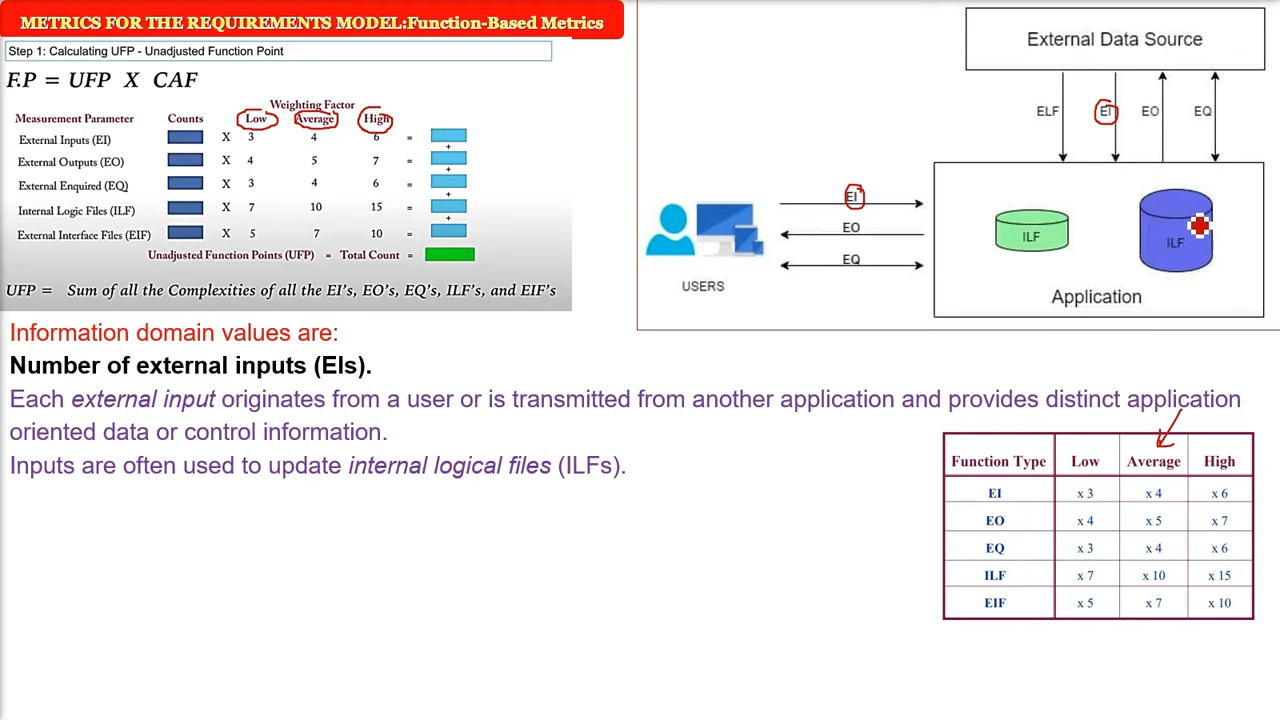 METRICS FOR THE REQUIREMENTS MODEL:Function-Based Metrics
Step 1: Calculating UFP - Unadjusted Function Point
F.P = UFP X CAF
Weighting Factor
Measurement Parameter Counts Low Average High
External Inputs (EI) X 3 4 6 =
+
External Outputs (EO) X 4 5 7 =
+
External Enquired (EQ) X 3 4 6 =
+
Internal Logic Files (ILF) X 7 10 15 =
+
External Interface Files (EIF) X 5 7 10 =
Unadjusted Function Points (UFP) = Total Count =
UFP = Sum of all the Complexities of all the EI's, EO's, EQ's, ILF's, and EIF's
External Data Source
ELF EI EO EQ
EI
EO
EQ
USERS
ILF
ILF
Application
Information domain values are:
Number of external inputs (EIs).
Each external input originates from a user or is transmitted from another application and provides distinct application
oriented data or control information.
Inputs are often used to update internal logical files (ILFs).
Function Type Low Average High
EI x 3 x 4 x 6
EO x 4 x 5 x 7
EQ x 3 x 4 x 6
ILF x 7 x 10 x 15
EIF x 5 x 7 x 10